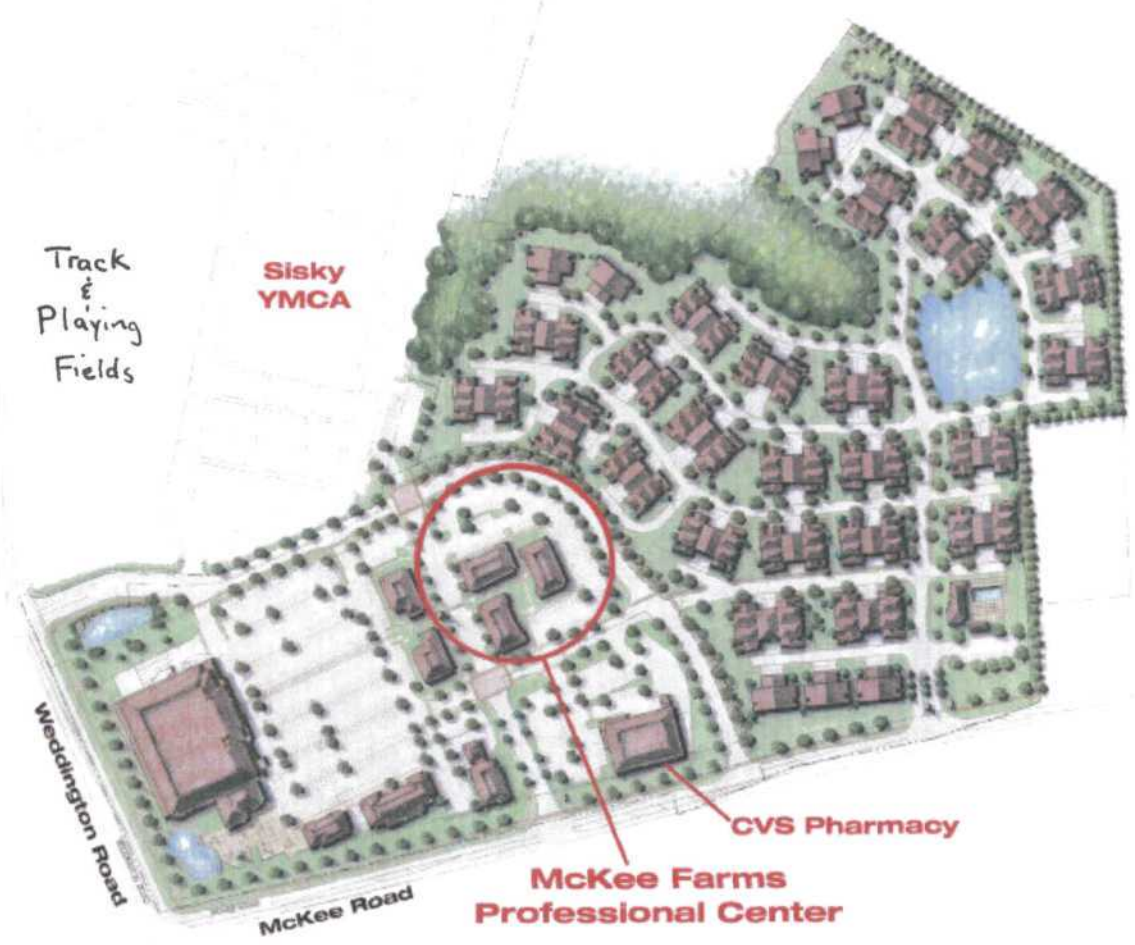 Track
&
Playing
Fields
Sisky
YMCA
Weddington Road
McKee Road
CVS Pharmacy
McKee Farms
Professional Center